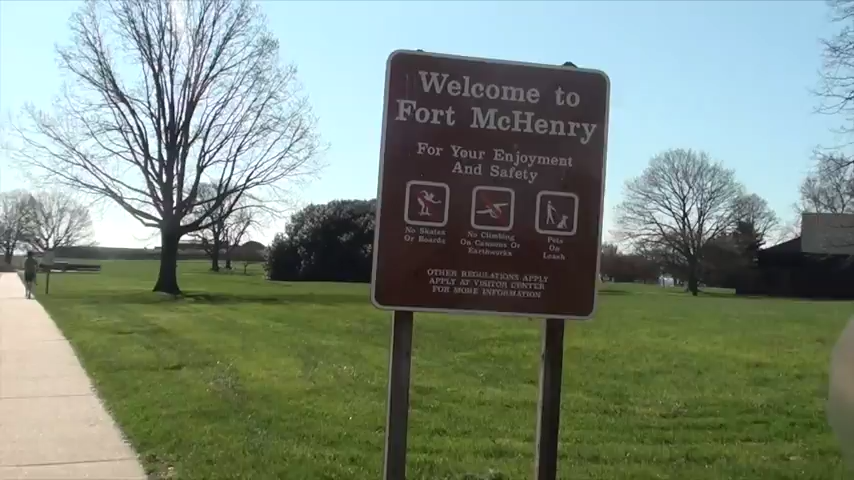 Welcome to
Fort McHenry
For Your Enjoyment
And Safety
No Skates
Or Boards
No Climbing
On Cannons Or
Earthworks
Pets
On
Leash
OTHER REGULATIONS APPLY
APPLY AT VISITOR CENTER
FOR MORE INFORMATION